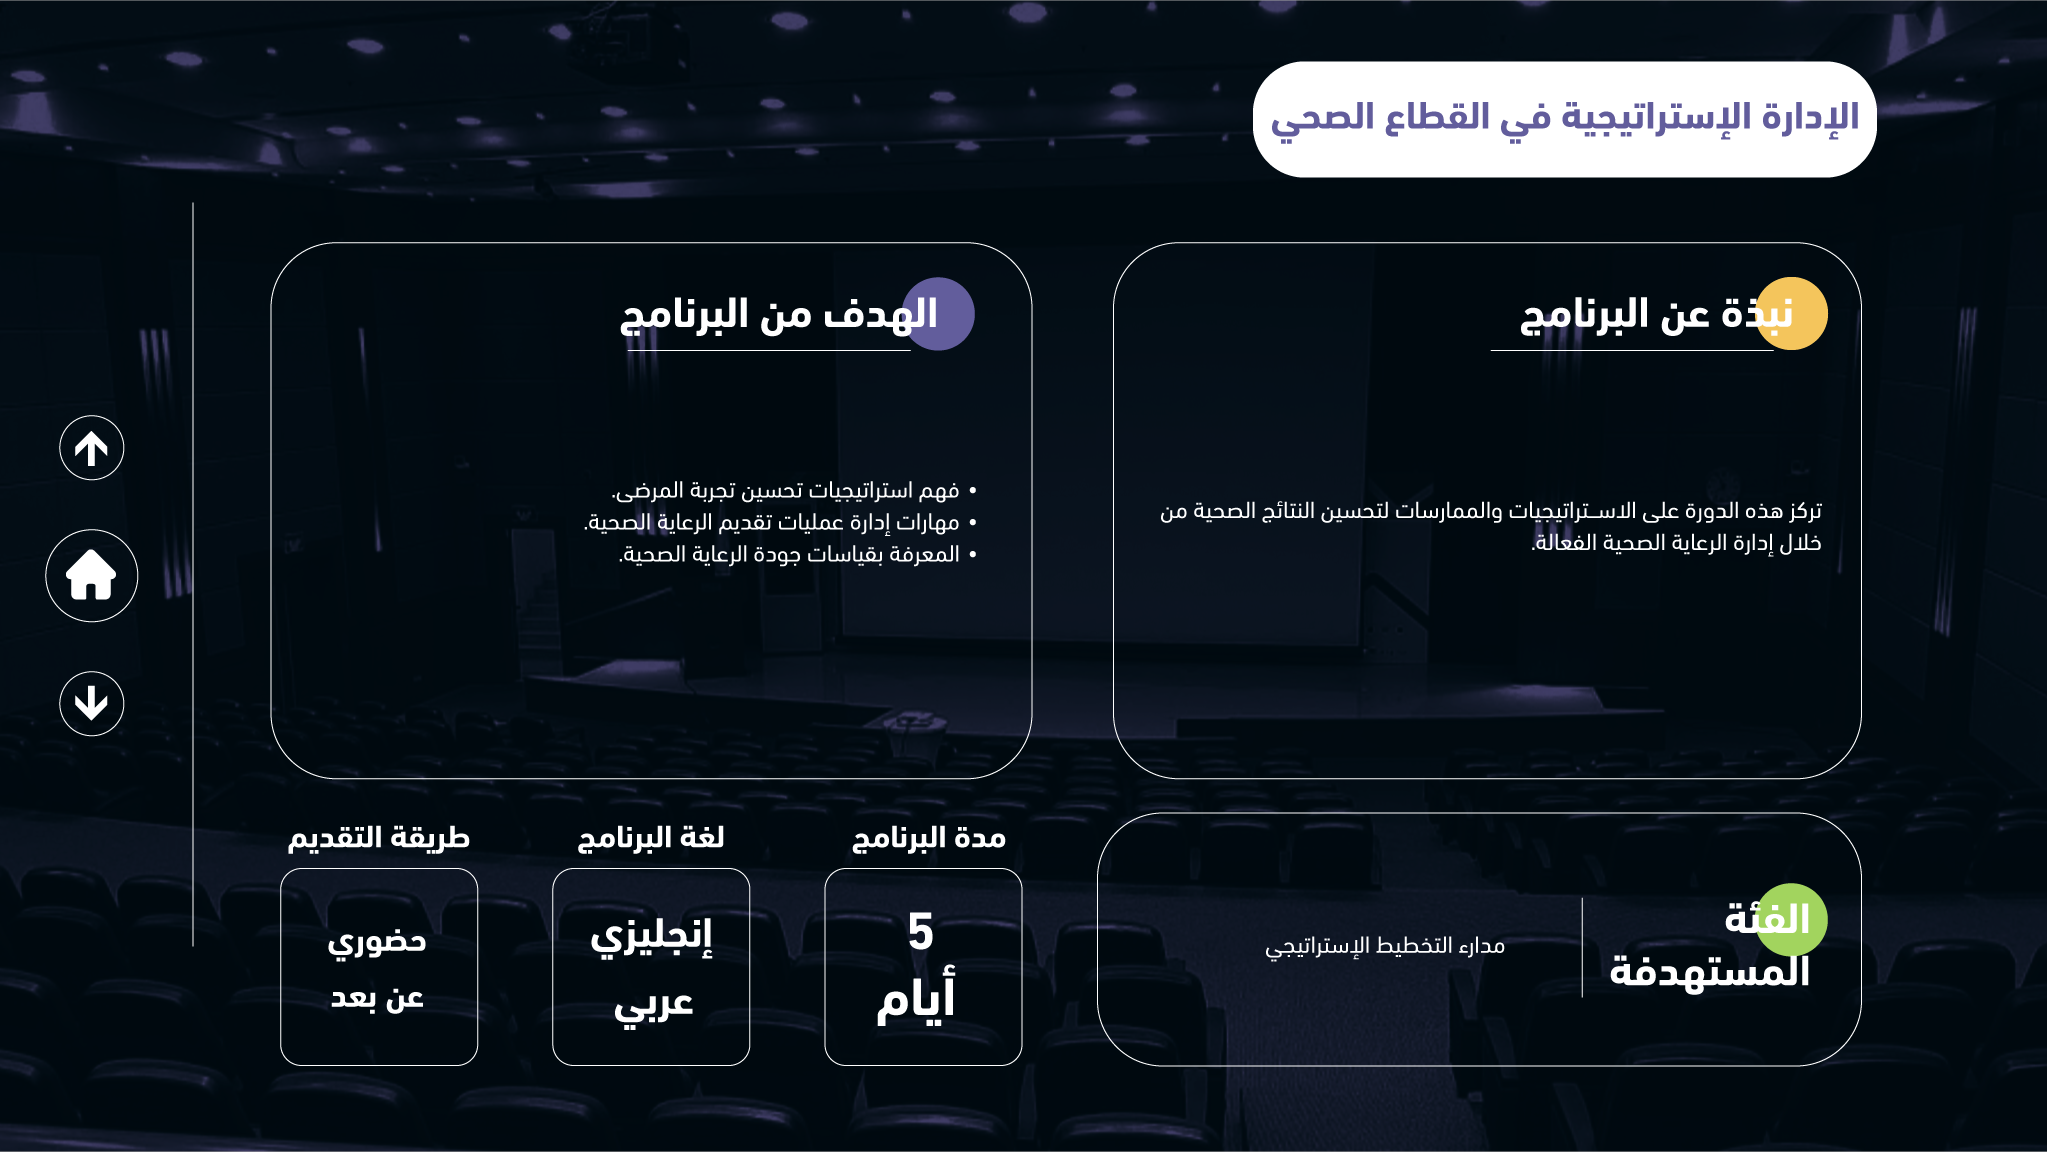 الإدارة الإستراتيجية في القطاع الصحي
نبذة عن البرنامج
تركز هذه الدورة على الاستراتيجيات والممارسات لتحسين النتائج الصحية من
خلال إدارة الرعاية الصحية الفعالة.
الهدف من البرنامج
• فهم استراتيجيات تحسين تجربة المرضى.
• مهارات إدارة عمليات تقديم الرعاية الصحية.
• المعرفة بقياسات جودة الرعاية الصحية.
الفئة
المستهدفة
مدارء التخطيط الإستراتيجي
مدة البرنامج
5
أيام
لغة البرنامج
إنجليزي
عربي
طريقة التقديم
حضوري
عن بعد